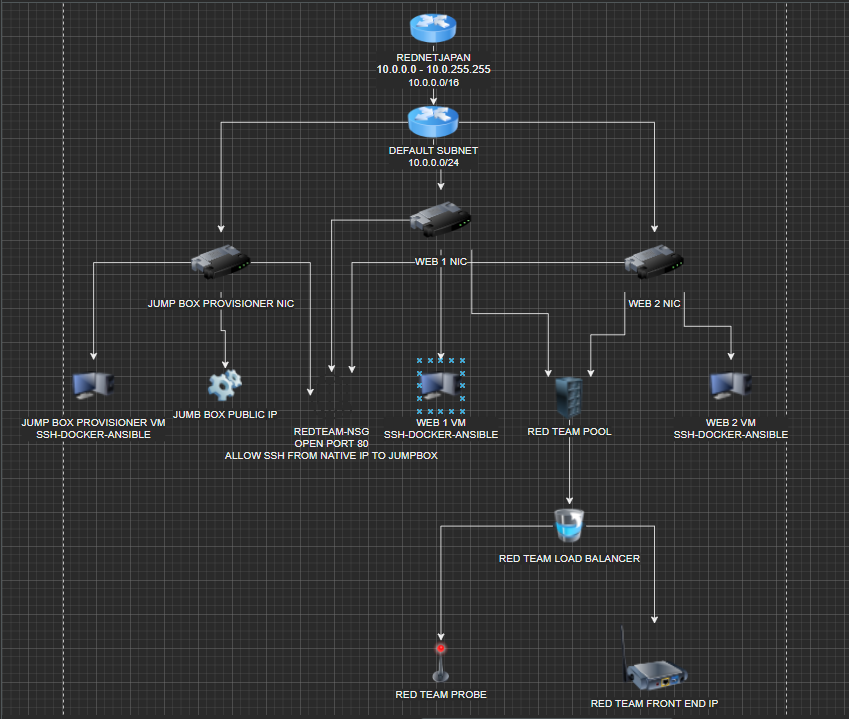 REDNETJAPAN
10.0.0.0 - 10.0.255.255
10.0.0.0/16
DEFAULT SUBNET
10.0.0.0/24
WEB 1 NIC
JUMP BOX PROVISIONER NIC
WEB 2 NIC
JUMP BOX PROVISIONER VM
SSH-DOCKER-ANSIBLE
JUMB BOX PUBLIC IP
REDTEAM-NSG
OPEN PORT 80
ALLOW SSH FROM NATIVE IP TO JUMPBOX
WEB 1 VM
SSH-DOCKER-ANSIBLE
RED TEAM POOL
WEB 2 VM
SSH-DOCKER-ANSIBLE
RED TEAM LOAD BALANCER
RED TEAM PROBE
RED TEAM FRONT END IP